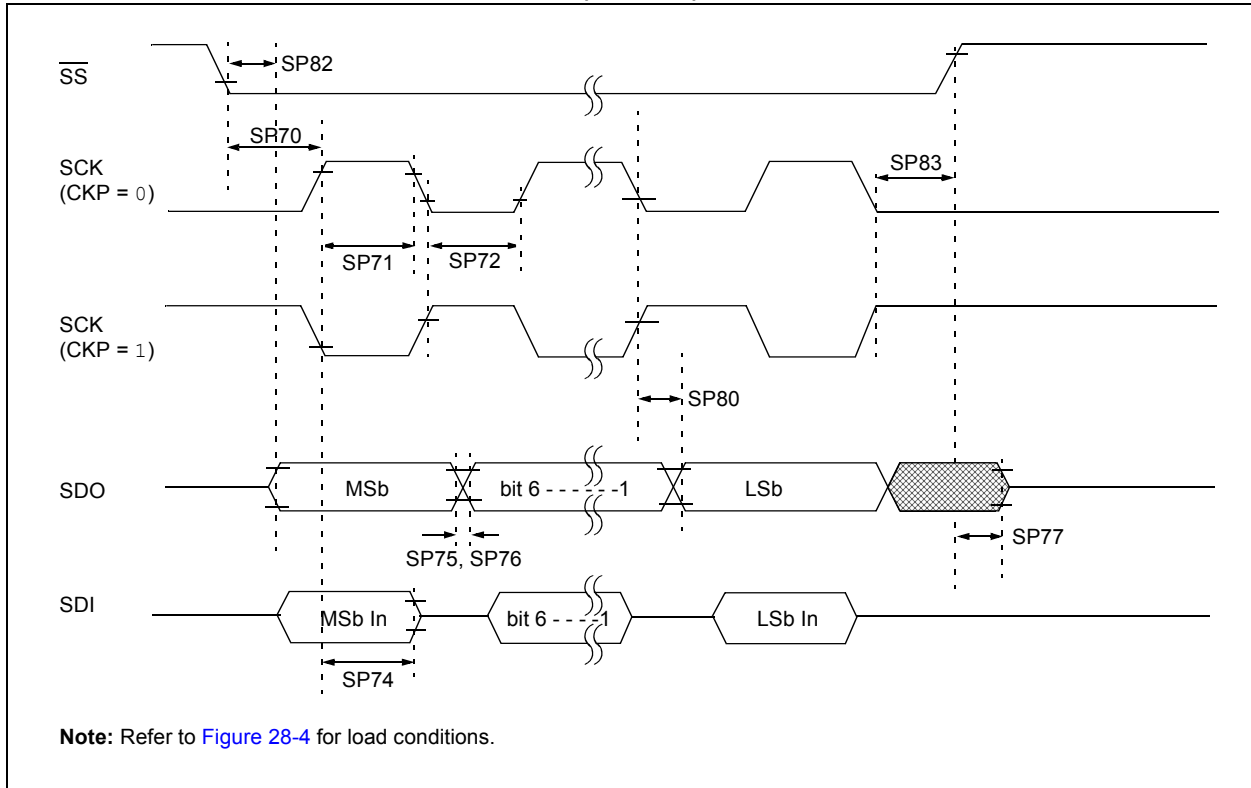 SS
SP82
SP70
SCK
(CKP = 0)
SP83
SP71
SP72
SCK
(CKP = 1)
SP80
SDO
MSb
bit 6 - - - - - -1
LSb
SP77
SP75, SP76
SDI
MSb In
bit 6 - - - -1
LSb In
SP74
Note: Refer to Figure 28-4 for load conditions.